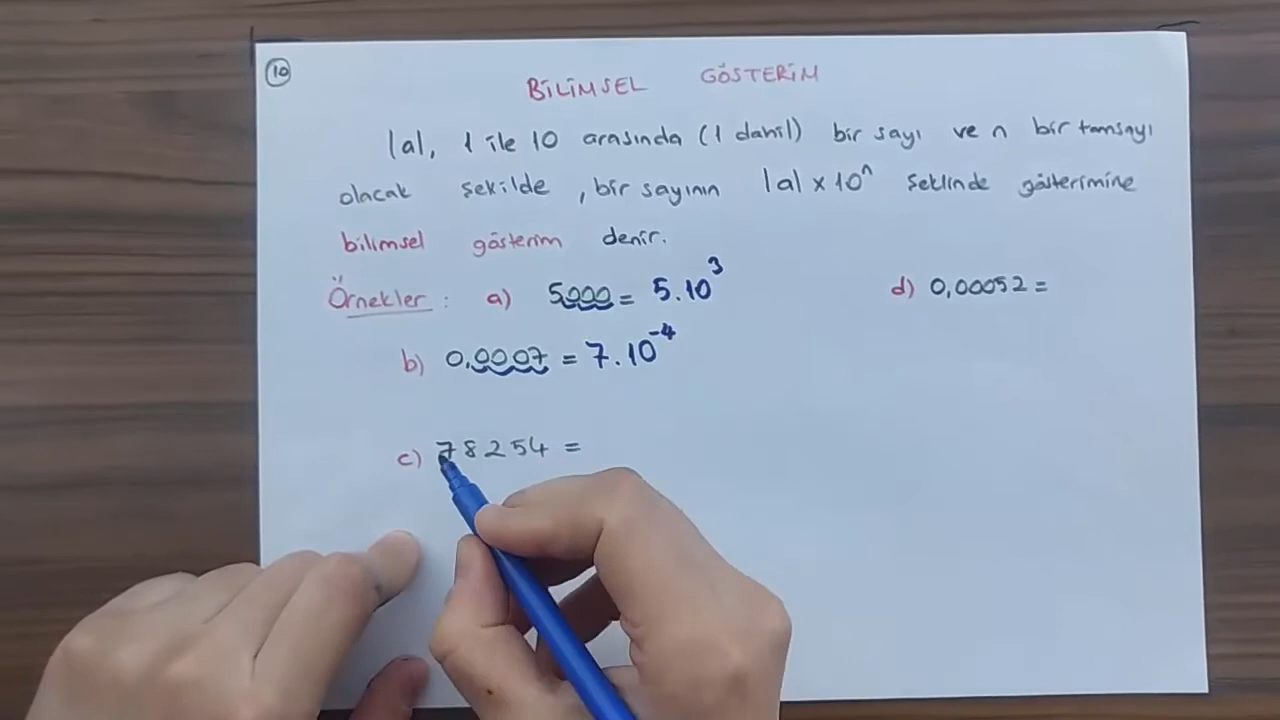 10
BİLİMSEL GÖSTERİM
|a|, 1 ile 10 arasında (1 dahil) bir sayı ve n bir tamsayı
olacak şekilde, bir sayının |a| x 10ⁿ şeklinde gösterimine
bilimsel gösterim denir.
Örnekler: a) 5000 = 5.10³
b) 0,0007 = 7.10⁻⁴
c) 78254 =
d) 0,00052 =